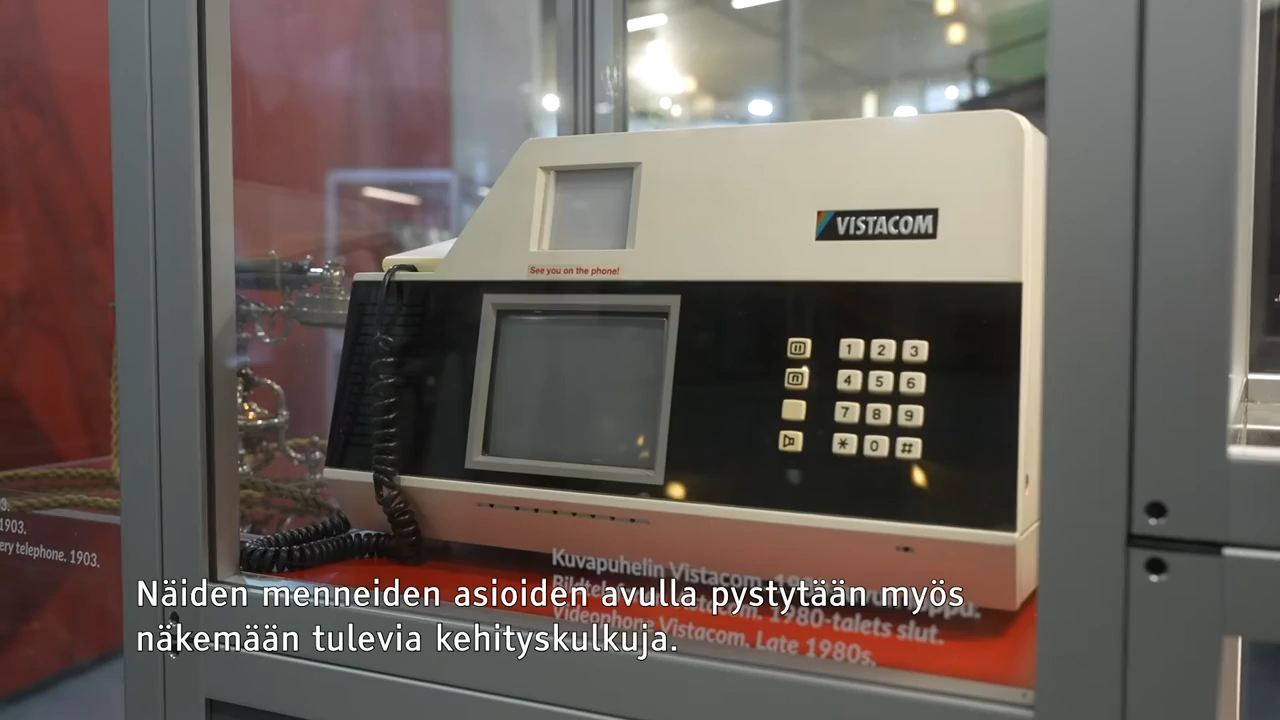 VISTACOM
See you on the phone!
1 2 3
4 5 6
7 8 9
* 0 #
3.
1903.
ery telephone. 1903.
Kuvapuhelin Vistacom.
1980-talets slut.
Videophone Vistacom. Late 1980s.
Näiden menneiden asioiden avulla pystytään myös
näkemään tulevia kehityskulkuja.